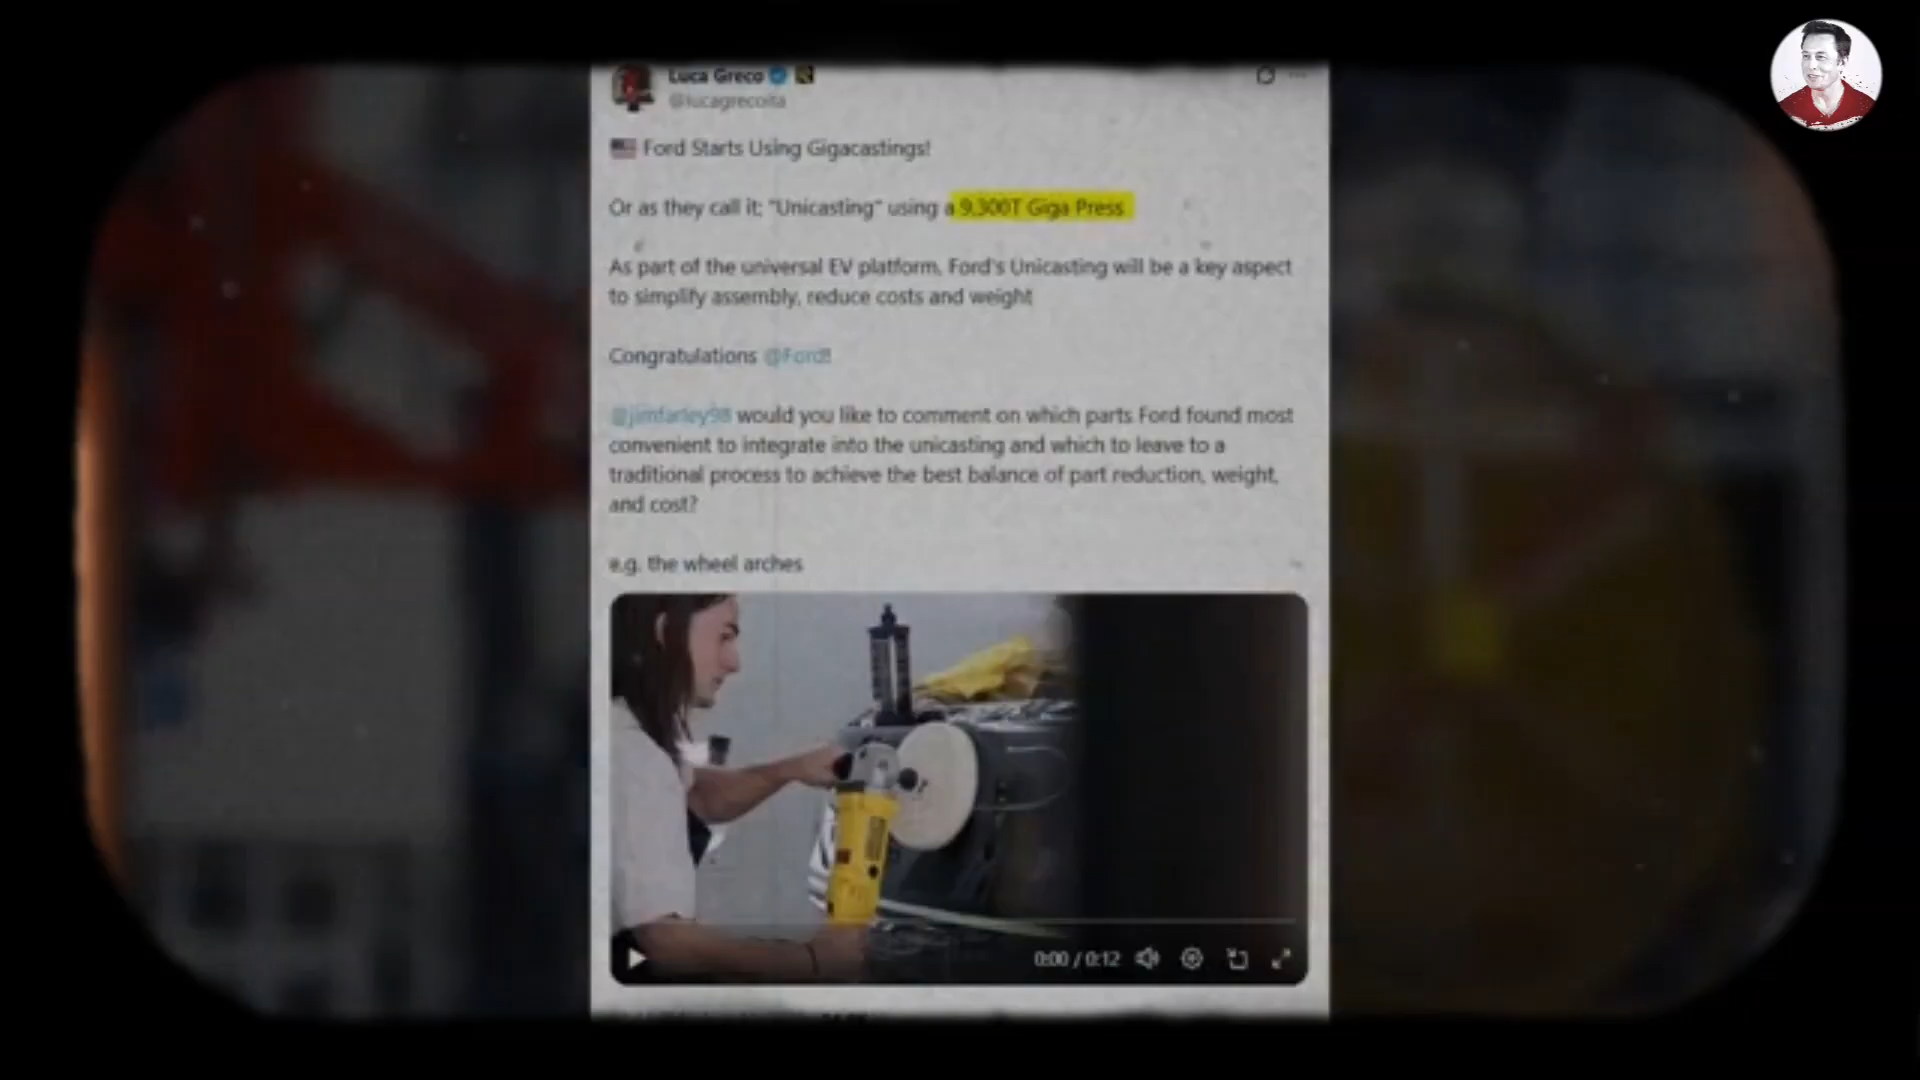 Luca Greco
@lucagrecoita
Ford Starts Using Gigacastings!
Or as they call it; "Unicasting" using a 9.300T Giga Press
As part of the universal EV platform, Ford's Unicasting will be a key aspect
to simplify assembly, reduce costs and weight
Congratulations @Ford!
@jimfarley98 would you like to comment on which parts Ford found most
convenient to integrate into the unicasting and which to leave to a
traditional process to achieve the best balance of part reduction, weight,
and cost?
e.g. the wheel arches
0:00 / 0:12